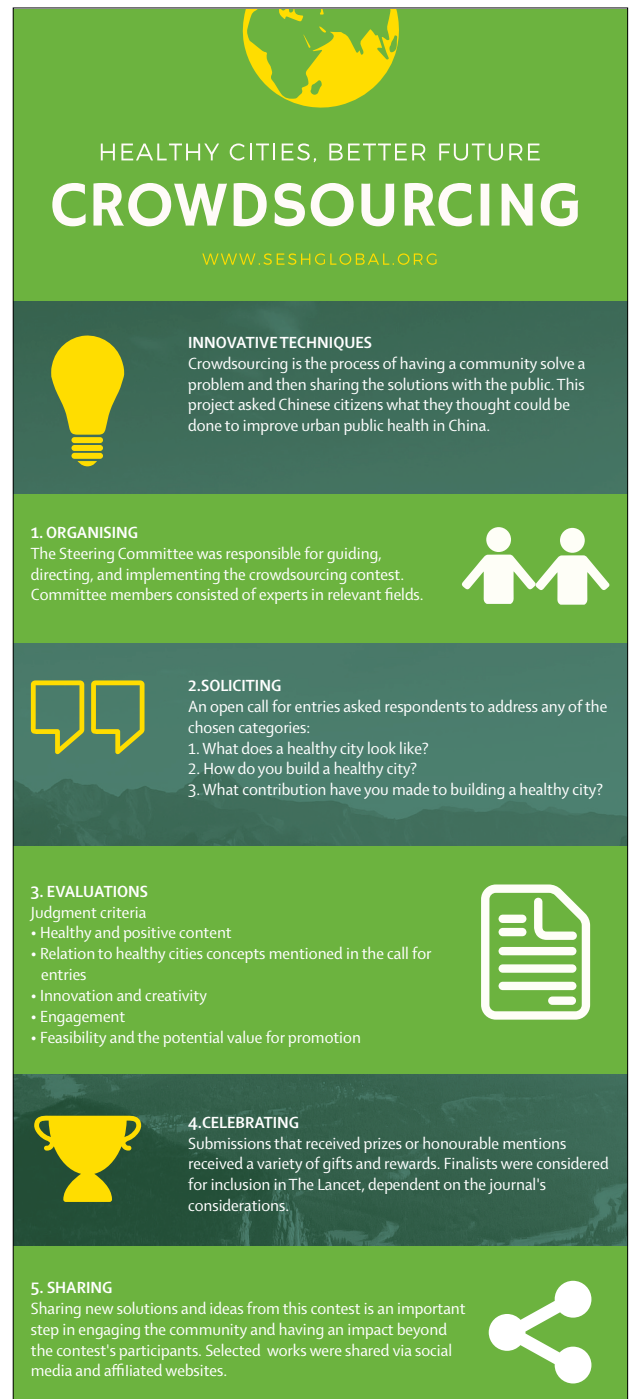 HEALTHY CITIES, BETTER FUTURE
CROWDSOURCING
WWW.SESHGLOBAL.ORG
INNOVATIVE TECHNIQUES
Crowdsourcing is the process of having a community solve a
problem and then sharing the solutions with the public. This
project asked Chinese citizens what they thought could be
done to improve urban public health in China.
1. ORGANISING
The Steering Committee was responsible for guiding,
directing, and implementing the crowdsourcing contest.
Committee members consisted of experts in relevant fields.
2.SOLICITING
An open call for entries asked respondents to address any of the
chosen categories:
1. What does a healthy city look like?
2. How do you build a healthy city?
3. What contribution have you made to building a healthy city?
3. EVALUATIONS
Judgment criteria
• Healthy and positive content
• Relation to healthy cities concepts mentioned in the call for
entries
• Innovation and creativity
• Engagement
• Feasibility and the potential value for promotion
4.CELEBRATING
Submissions that received prizes or honourable mentions
received a variety of gifts and rewards. Finalists were considered
for inclusion in The Lancet, dependent on the journal's
considerations.
5. SHARING
Sharing new solutions and ideas from this contest is an important
step in engaging the community and having an impact beyond
the contest's participants. Selected works were shared via social
media and affiliated websites.